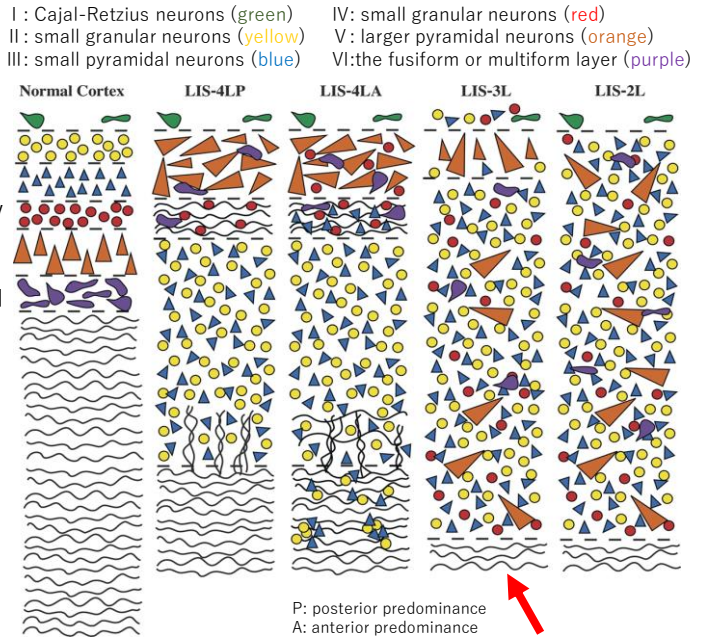 I : Cajal-Retzius neurons (green)
II : small granular neurons (yellow)
III: small pyramidal neurons (blue)
IV: small granular neurons (red)
V : larger pyramidal neurons (orange)
VI:the fusiform or multiform layer (purple)
Normal Cortex LIS-4LP LIS-4LA LIS-3L LIS-2L
P: posterior predominance
A: anterior predominance